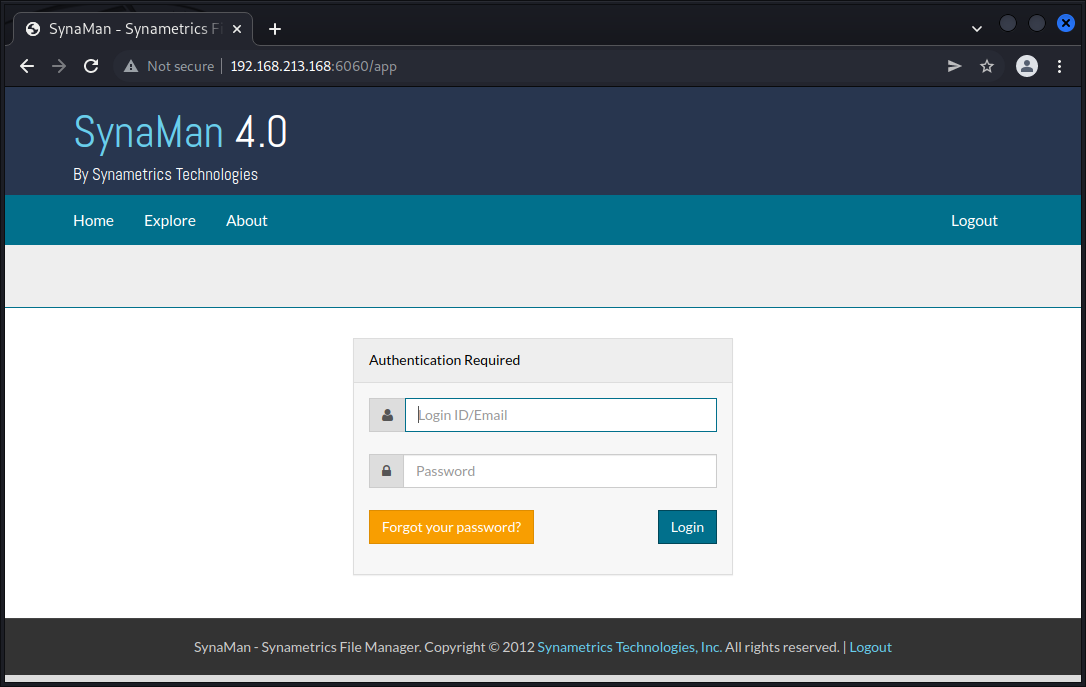 SynaMan - Synametrics Fi
Not secure | 192.168.213.168:6060/app
SynaMan 4.0
By Synametrics Technologies
Home Explore About Logout
Authentication Required
Login ID/Email
Password
Forgot your password? Login
SynaMan - Synametrics File Manager. Copyright © 2012 Synametrics Technologies, Inc. All rights reserved. | Logout